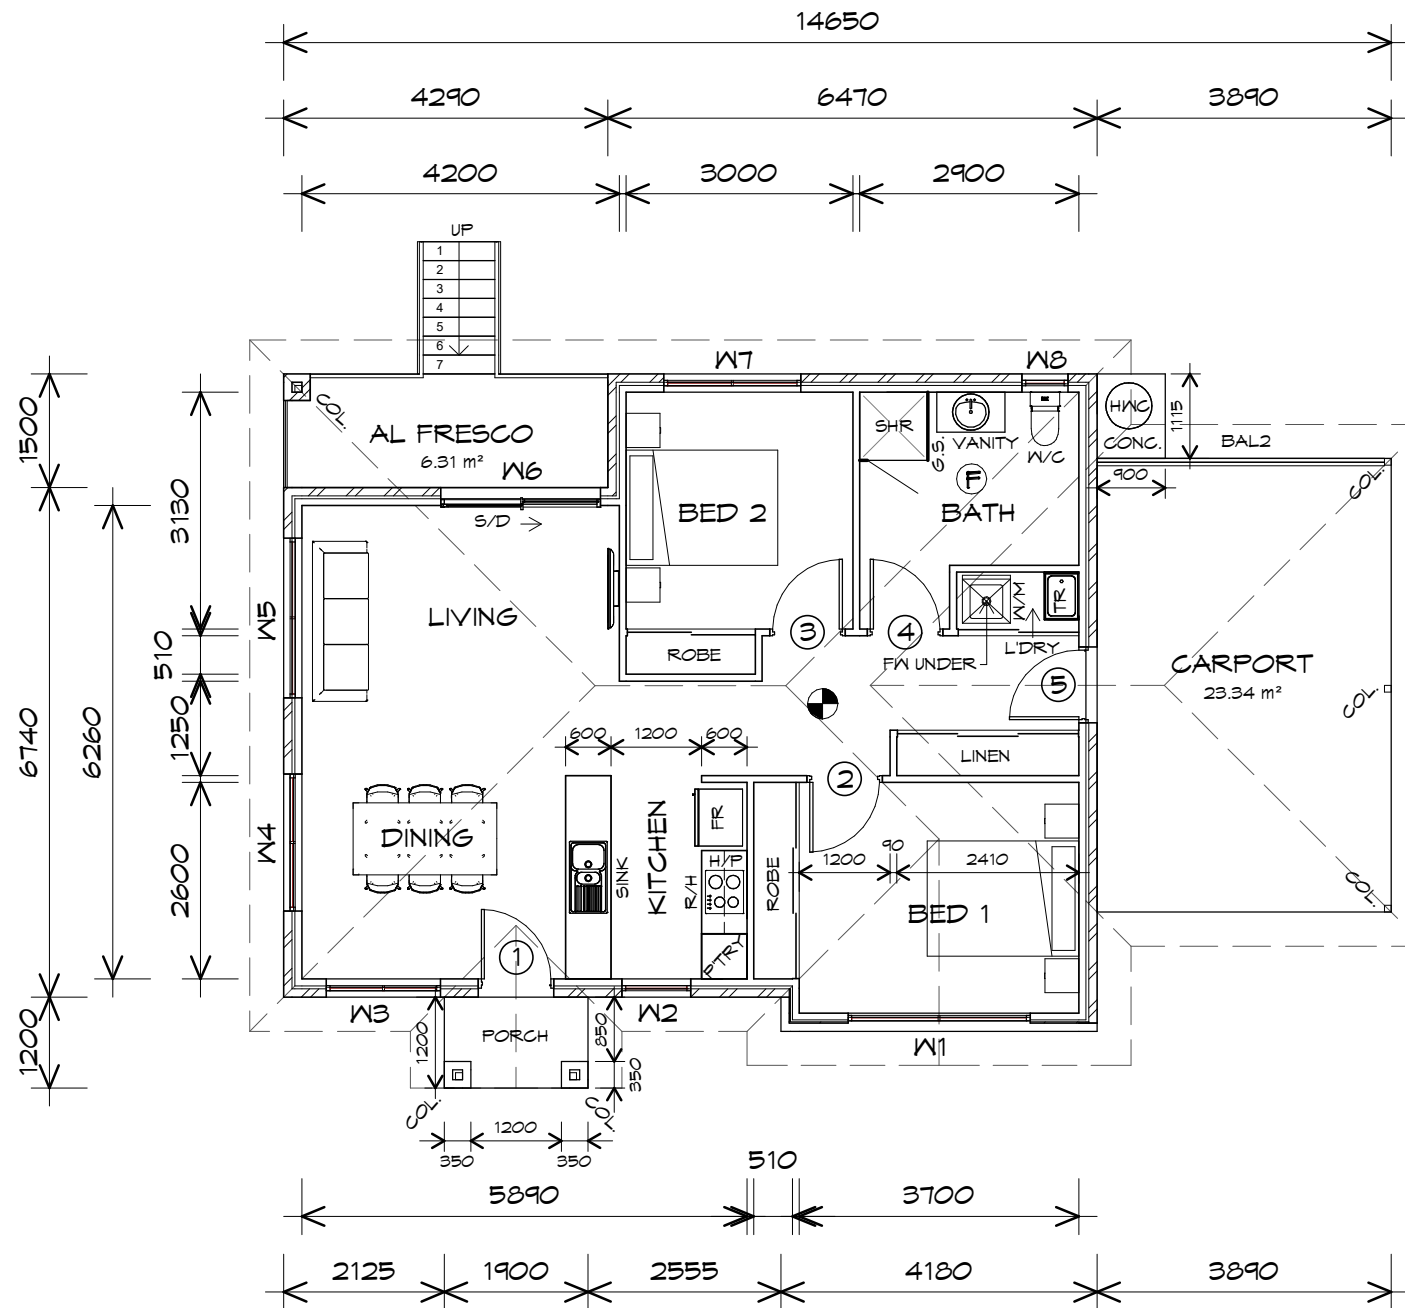 14650
4290 6470 3890
4200 3000 2900
UP
1
2
3
4
5
6
7
W7 W8
COL.
AL FRESCO
6.31 m²
W6
S/D
SHR
G.S.
VANITY
W/C
HWC
CONC.
1115
BAL2
900
COL.
F
BED 2
BATH
1500
3130
510
1250
2600
6740
6260
1200
W5
LIVING
ROBE
3
4
W/M
TR
FW UNDER
L'DRY
5
CARPORT
23.34 m²
COL.
600 1200 600
LINEN
2
W4
DINING
SINK
KITCHEN
FR
H/P
R/H
P'TRY
ROBE
1200 90 2410
BED 1
COL.
1
W3
PORCH
W2
W1
1200
850
350
COL.
COL.
1200
350 350
510
5890 3700
2125 1900 2555 4180 3890